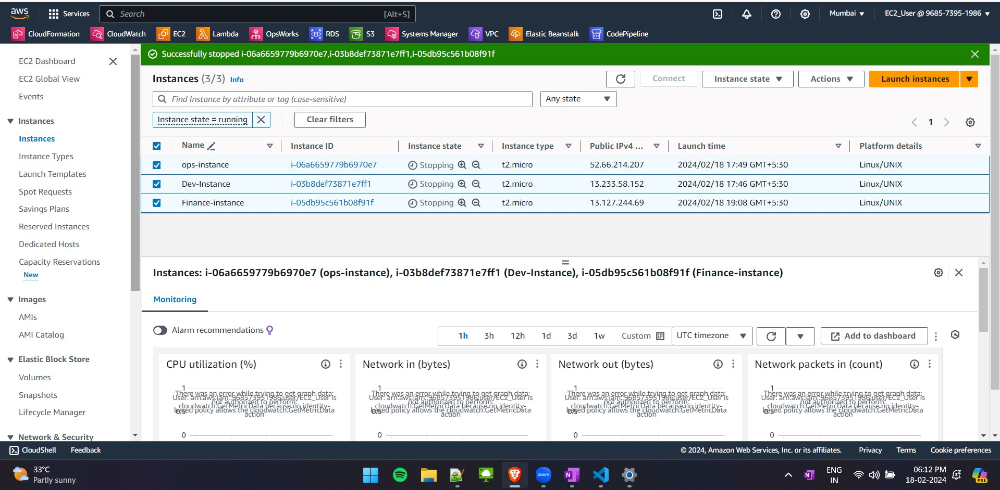 aws Services Search [Alt+S] Mumbai EC2_User @ 9685-7395-1986
CloudFormation CloudWatch EC2 Lambda OpsWorks RDS S3 Systems Manager VPC Elastic Beanstalk CodePipeline
EC2 Dashboard
EC2 Global View
Events
Instances
Instances
Instance Types
Launch Templates
Spot Requests
Savings Plans
Reserved Instances
Dedicated Hosts
Capacity Reservations
New
Images
AMIs
AMI Catalog
Elastic Block Store
Volumes
Snapshots
Lifecycle Manager
Network & Security
Successfully stopped i-06a6659779b6970e7,i-03b8def73871e7ff1,i-05db95c561b08f91f
Instances (3/3) Info Connect Instance state Actions Launch instances
Find Instance by attribute or tag (case-sensitive) Any state
Instance state = running Clear filters 1
Name Instance ID Instance state Instance type Public IPv4 ... Launch time Platform details
ops-instance i-06a6659779b6970e7 Stopping t2.micro 52.66.214.207 2024/02/18 17:49 GMT+5:30 Linux/UNIX
Dev-Instance i-03b8def73871e7ff1 Stopping t2.micro 13.233.58.152 2024/02/18 17:46 GMT+5:30 Linux/UNIX
Finance-instance i-05db95c561b08f91f Stopping t2.micro 13.127.244.69 2024/02/18 19:08 GMT+5:30 Linux/UNIX
Instances: i-06a6659779b6970e7 (ops-instance), i-03b8def73871e7ff1 (Dev-Instance), i-05db95c561b08f91f (Finance-instance)
Monitoring
Alarm recommendations 1h 3h 12h 1d 3d 1w Custom UTC timezone Add to dashboard
CPU utilization (%)
1
There was an error while trying to get graph data:
User: arn:aws:iam::968573951986:user/EC2_User is
not authorized to perform:
cloudwatch:GetMetricData because no identity-
based policy allows the cloudwatch:GetMetricData
action
0.5
0
Network in (bytes)
1
There was an error while trying to get graph data:
User: arn:aws:iam::968573951986:user/EC2_User is
not authorized to perform:
cloudwatch:GetMetricData because no identity-
based policy allows the cloudwatch:GetMetricData
action
0.5
0
Network out (bytes)
1
There was an error while trying to get graph data:
User: arn:aws:iam::968573951986:user/EC2_User is
not authorized to perform:
cloudwatch:GetMetricData because no identity-
based policy allows the cloudwatch:GetMetricData
action
0.5
0
Network packets in (count)
1
There was an error while trying to get graph data:
User: arn:aws:iam::968573951986:user/EC2_User is
not authorized to perform:
cloudwatch:GetMetricData because no identity-
based policy allows the cloudwatch:GetMetricData
action
0.5
0
CloudShell Feedback © 2024, Amazon Web Services, Inc. or its affiliates. Privacy Terms Cookie preferences
33°C
Partly sunny
zoom
ENG
IN
06:12 PM
18-02-2024
PRE